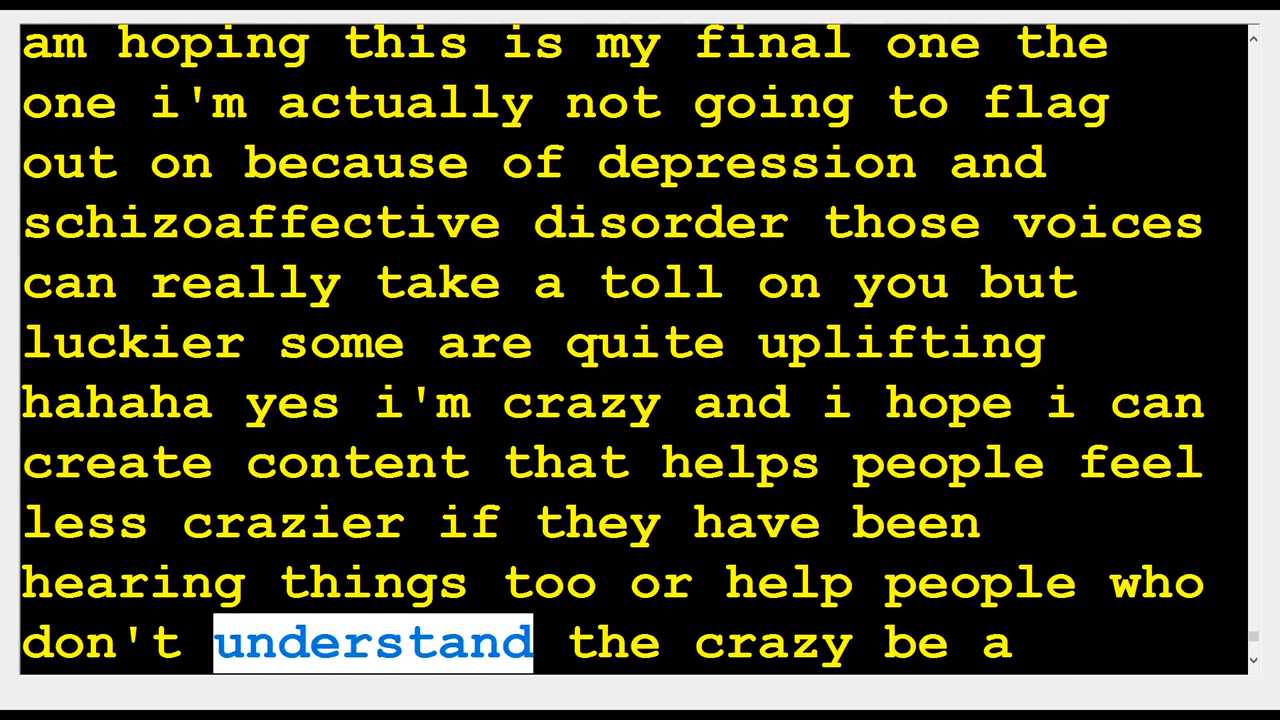 am hoping this is my final one the
one i'm actually not going to flag
out on because of depression and
schizoaffective disorder those voices
can really take a toll on you but
luckier some are quite uplifting
hahaha yes i'm crazy and i hope i can
create content that helps people feel
less crazier if they have been
hearing things too or help people who
don't understand the crazy be a